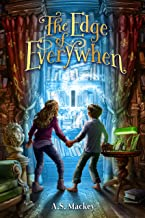 The Edge
of
Everywhen
A.S. Mackey